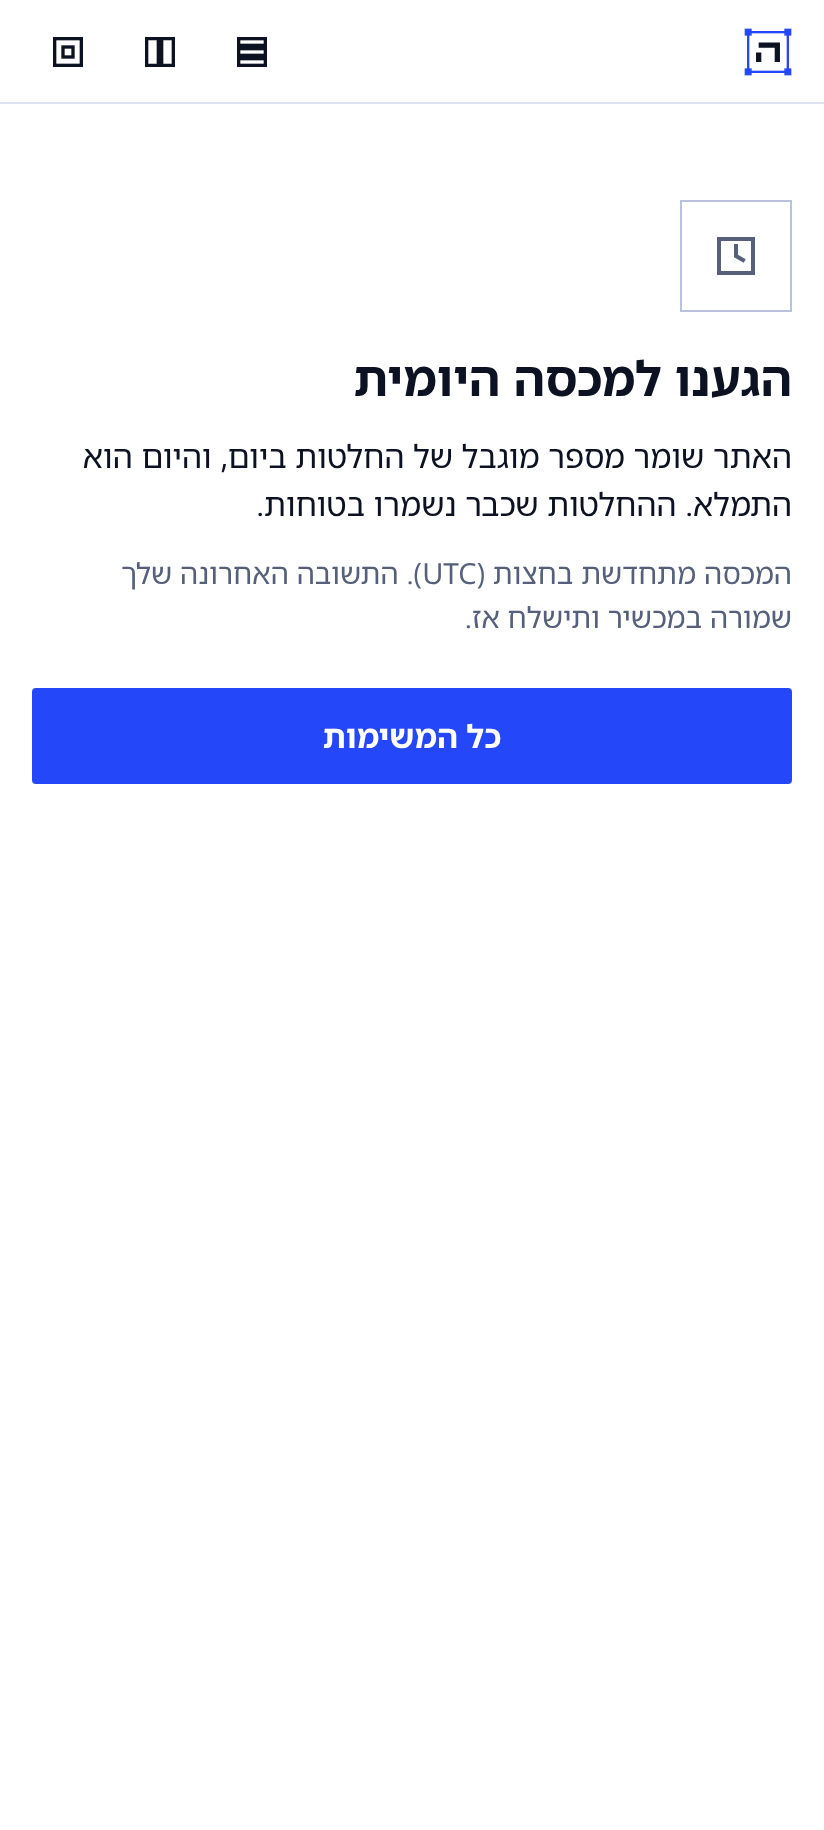 ה
הגענו למכסה היומית
האתר שומר מספר מוגבל של החלטות ביום, והיום הוא
התמלא. ההחלטות שכבר נשמרו בטוחות.
המכסה מתחדשת בחצות (UTC). התשובה האחרונה שלך
שמורה במכשיר ותישלח אז.
כל המשימות